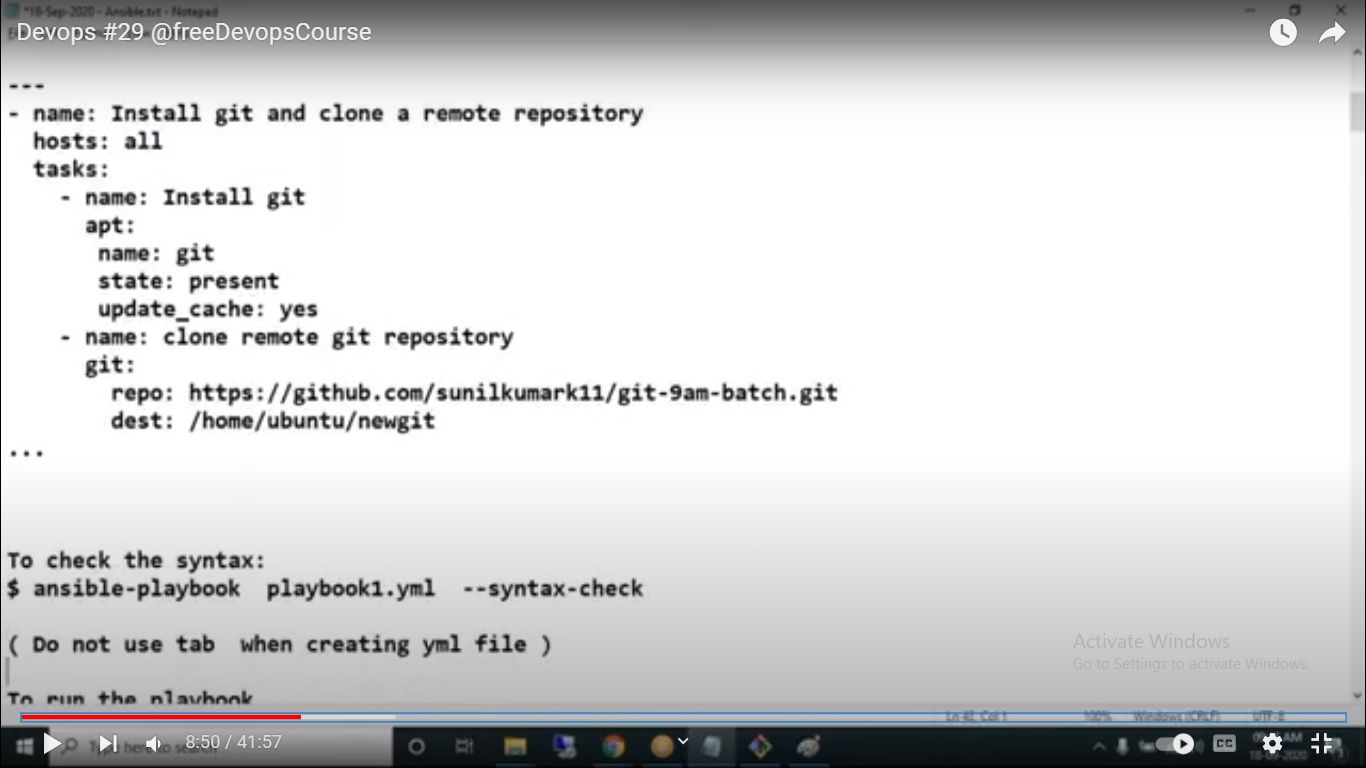 *18-Sep-2020 - Ansible.txt - Notepad
Devops #29 @freeDevopsCourse
---
- name: Install git and clone a remote repository
hosts: all
tasks:
- name: Install git
apt:
name: git
state: present
update_cache: yes
- name: clone remote git repository
git:
repo: https://github.com/sunilkumark11/git-9am-batch.git
dest: /home/ubuntu/newgit
...
To check the syntax:
$ ansible-playbook playbook1.yml --syntax-check
( Do not use tab when creating yml file )
Activate Windows
Go to Settings to activate Windows.
To run the playbook
Ln 42, Col 1 100% Windows (CRLF) UTF-8
Type here to search
8:50 / 41:57
CC
AM
18-09-2020